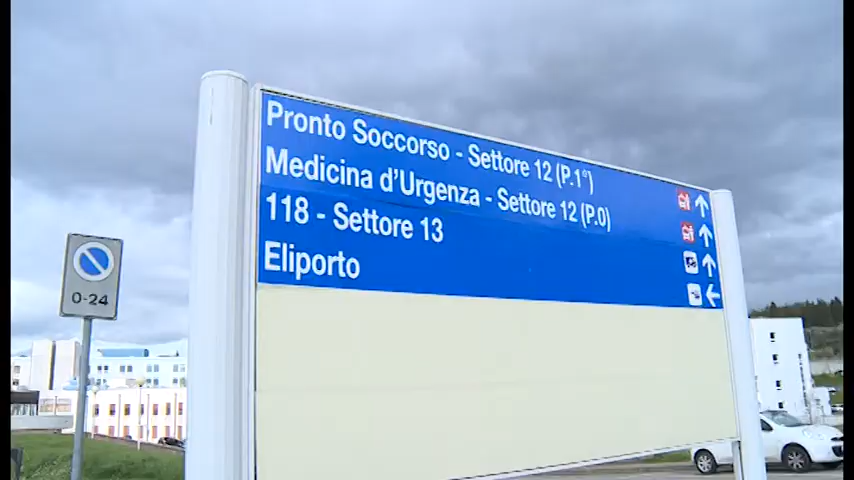 Pronto Soccorso - Settore 12 (P.1°)
Medicina d'Urgenza - Settore 12 (P.0)
118 - Settore 13
Eliporto
0-24